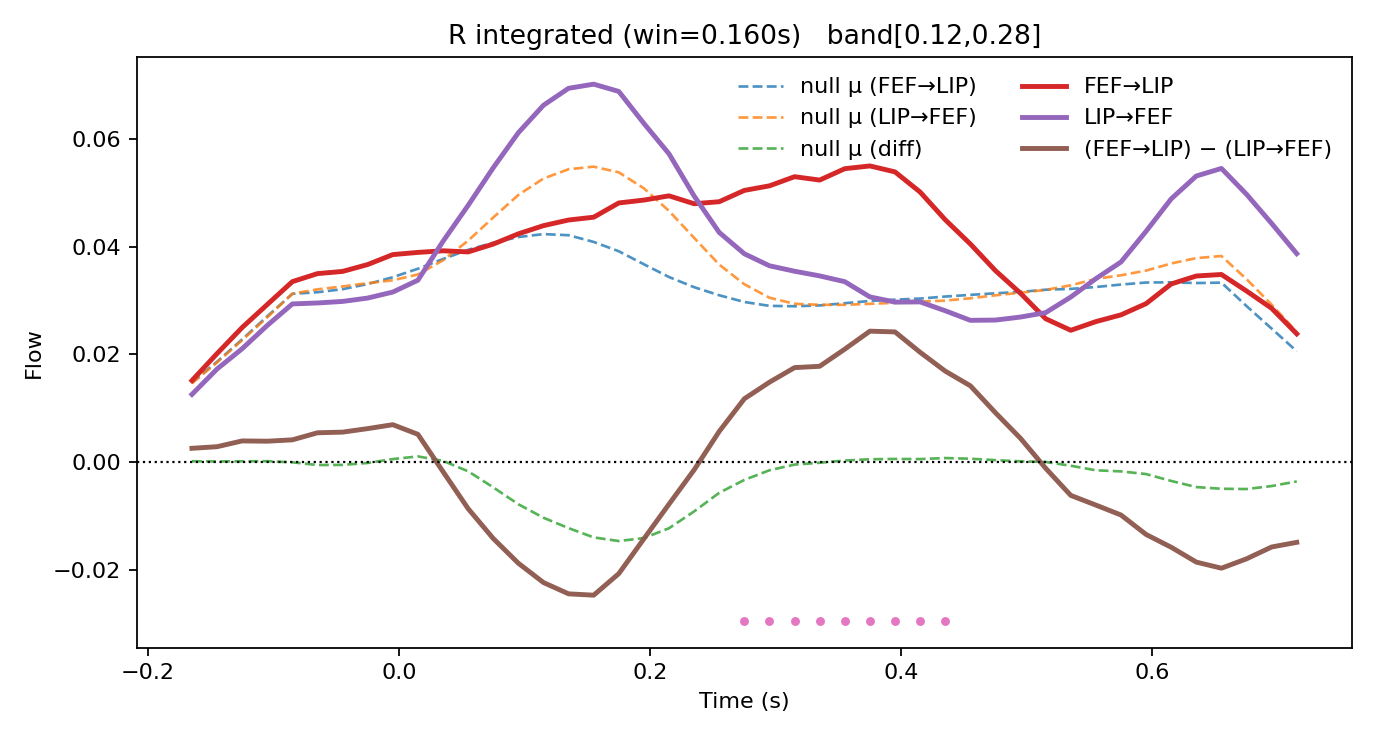 R integrated (win=0.160s)   band[0.12,0.28]
null μ (FEF→LIP)
null μ (LIP→FEF)
null μ (diff)
FEF→LIP
LIP→FEF
(FEF→LIP) − (LIP→FEF)
Flow
0.06
0.04
0.02
0.00
−0.02
−0.2
0.0
0.2
0.4
0.6
Time (s)